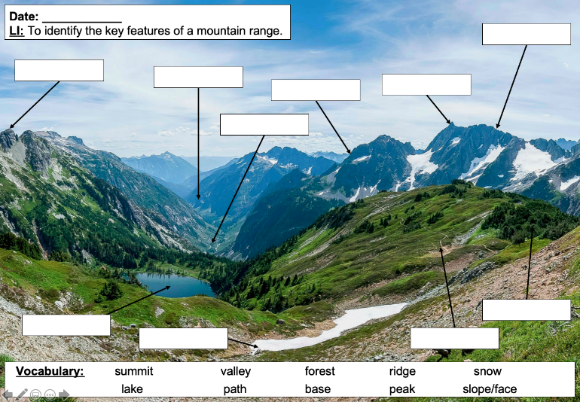 Date: _______________
LI: To identify the key features of a mountain range.
Vocabulary: summit valley forest ridge snow
lake path base peak slope/face